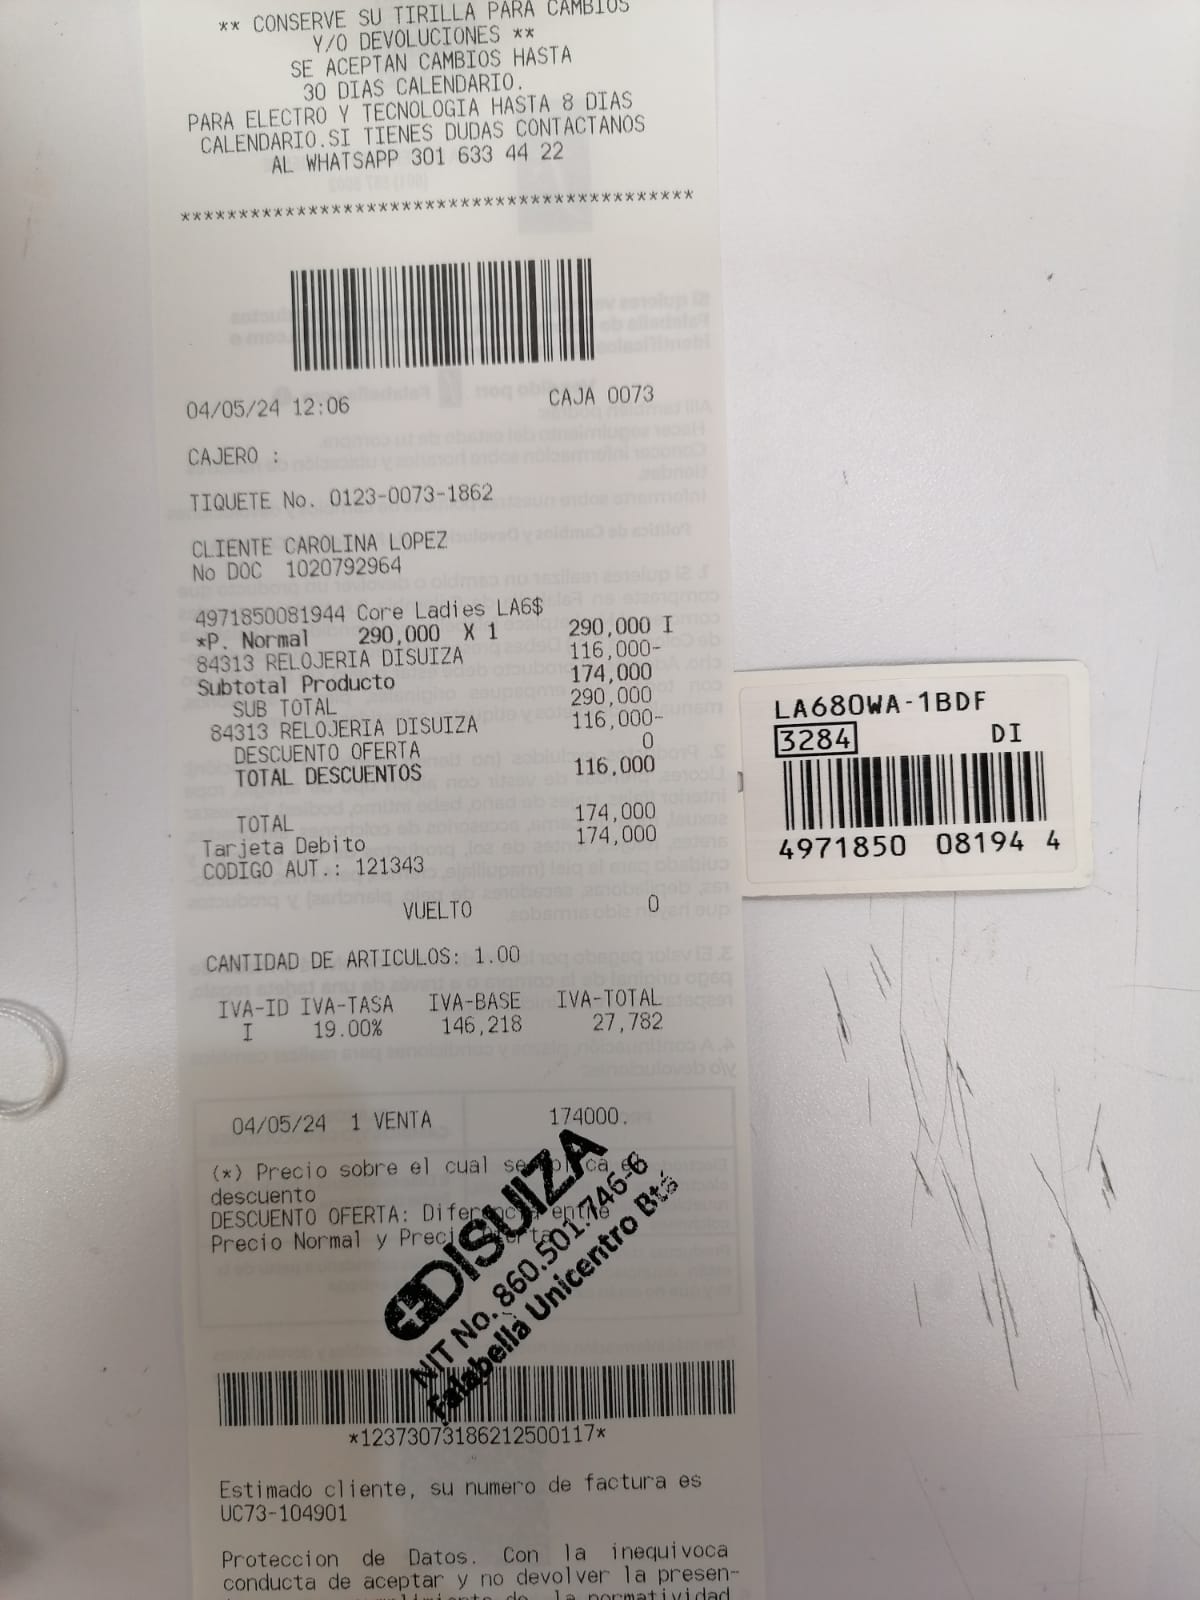 ** CONSERVE SU TIRILLA PARA CAMBIOS
Y/O DEVOLUCIONES **
SE ACEPTAN CAMBIOS HASTA
30 DIAS CALENDARIO.
PARA ELECTRO Y TECNOLOGIA HASTA 8 DIAS
CALENDARIO.SI TIENES DUDAS CONTACTANOS
AL WHATSAPP 301 633 44 22
********************************************
04/05/24 12:06 CAJA 0073
CAJERO :
TIQUETE No. 0123-0073-1862
CLIENTE CAROLINA LOPEZ
No DOC 1020792964
4971850081944 Core Ladies LA6$
*P. Normal 290,000 X 1 290,000 I
84313 RELOJERIA DISUIZA 116,000-
Subtotal Producto 174,000
SUB TOTAL 290,000
84313 RELOJERIA DISUIZA 116,000-
DESCUENTO OFERTA 0
TOTAL DESCUENTOS 116,000
TOTAL 174,000
Tarjeta Debito 174,000
CODIGO AUT.: 121343
VUELTO 0
CANTIDAD DE ARTICULOS: 1.00
IVA-ID IVA-TASA IVA-BASE IVA-TOTAL
I 19.00% 146,218 27,782
04/05/24 1 VENTA 174000.
(*) Precio sobre el cual se
descuento
DESCUENTO OFERTA: Diferencia entre
Precio Normal y Precio Oferta
DISUIZA
NIT No. 860.501.746-6
Falabella Unicentro Bta
*12373073186212500117*
Estimado cliente, su numero de factura es
UC73-104901
Proteccion de Datos. Con la inequivoca
conducta de aceptar y no devolver la presen-
de la normatividad
LA680WA-1BDF
3284 DI
4971850 08194 4